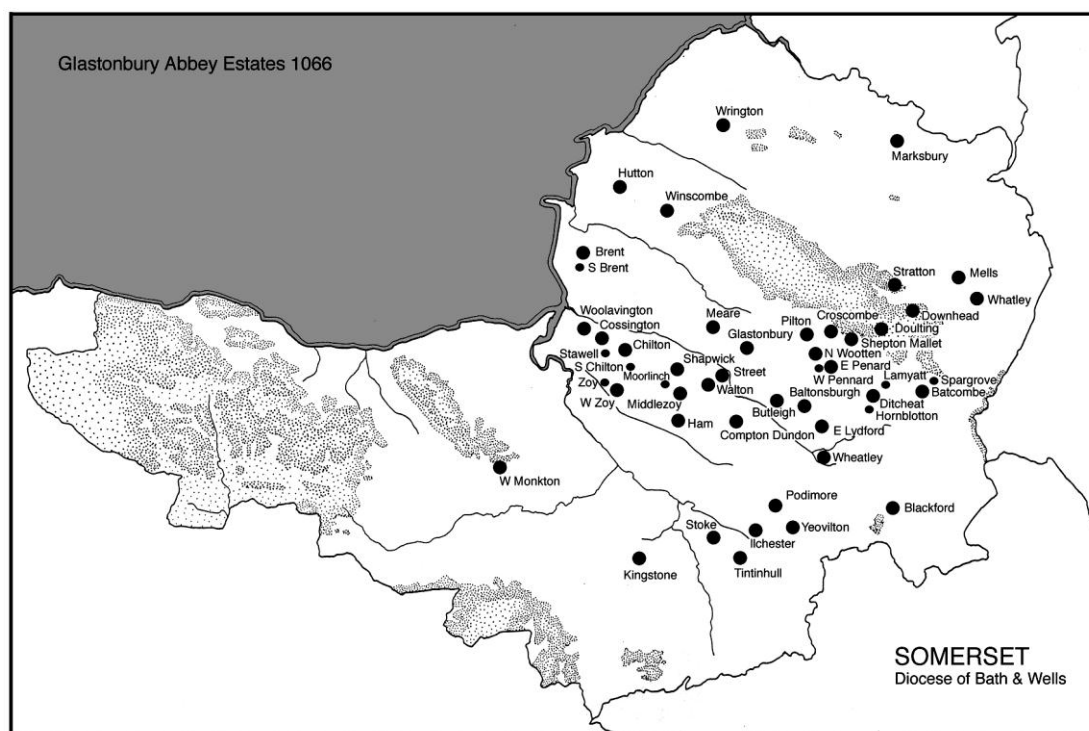 Glastonbury Abbey Estates 1066
Wrington
Marksbury
Hutton
Winscombe
Brent
S Brent
Stratton
Mells
Whatley
Downhead
Woolavington
Cossington
Meare
Pilton
Croscombe
Doulting
Glastonbury
Shepton Mallet
Chilton
Stawell
N Wootten
S Chilton
Shapwick
E Penard
Moorlinch
Street
W Pennard
Lamyatt
Spargrove
Zoy
Walton
Baltonsburgh
Batcombe
W Zoy
Middlezoy
Butleigh
Ditcheat
Hornblotton
Ham
Compton Dundon
E Lydford
Wheatley
W Monkton
Podimore
Blackford
Stoke
Yeovilton
Ilchester
Kingstone
Tintinhull
SOMERSET
Diocese of Bath & Wells